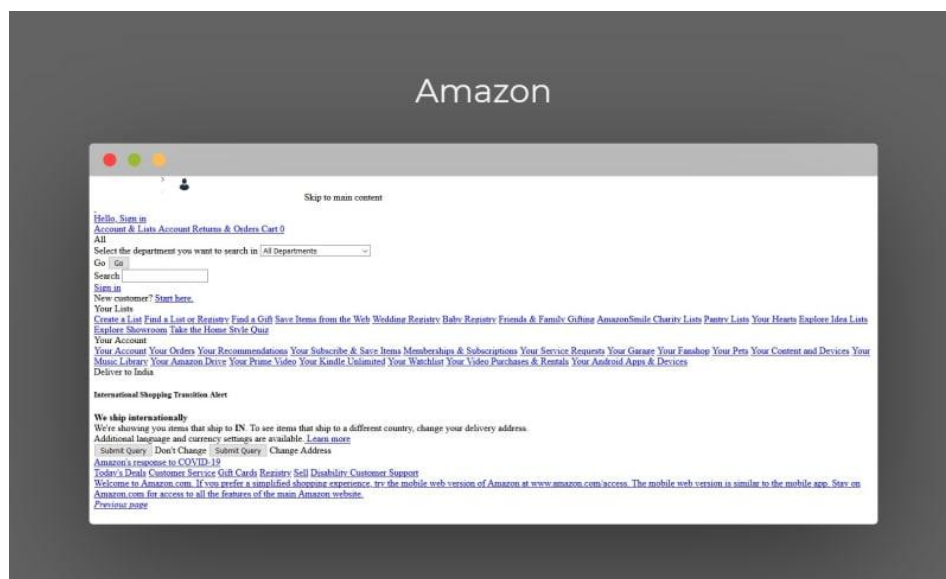 Amazon
Skip to main content
Hello, Sign in
Account & Lists Account Returns & Orders Cart 0
All
Select the department you want to search in All Departments
Go Go
Search
Sign in
New customer? Start here.
Your Lists
Create a List Find a List or Registry Find a Gift Save Items from the Web Wedding Registry Baby Registry Friends & Family Gifting AmazonSmile Charity Lists Pantry Lists Your Hearts Explore Idea Lists
Explore Showroom Take the Home Style Quiz
Your Account
Your Account Your Orders Your Recommendations Your Subscribe & Save Items Memberships & Subscriptions Your Service Requests Your Garage Your Fanshop Your Pets Your Content and Devices Your
Music Library Your Amazon Drive Your Prime Video Your Kindle Unlimited Your Watchlist Your Video Purchases & Rentals Your Android Apps & Devices
Deliver to India
International Shopping Transition Alert
We ship internationally
We're showing you items that ship to IN. To see items that ship to a different country, change your delivery address.
Additional language and currency settings are available. Learn more
Submit Query Don't Change Submit Query Change Address
Amazon's response to COVID-19
Today's Deals Customer Service Gift Cards Registry Sell Disability Customer Support
Welcome to Amazon.com. If you prefer a simplified shopping experience, try the mobile web version of Amazon at www.amazon.com/access. The mobile web version is similar to the mobile app. Stay on
Amazon.com for access to all the features of the main Amazon website.
Previous page